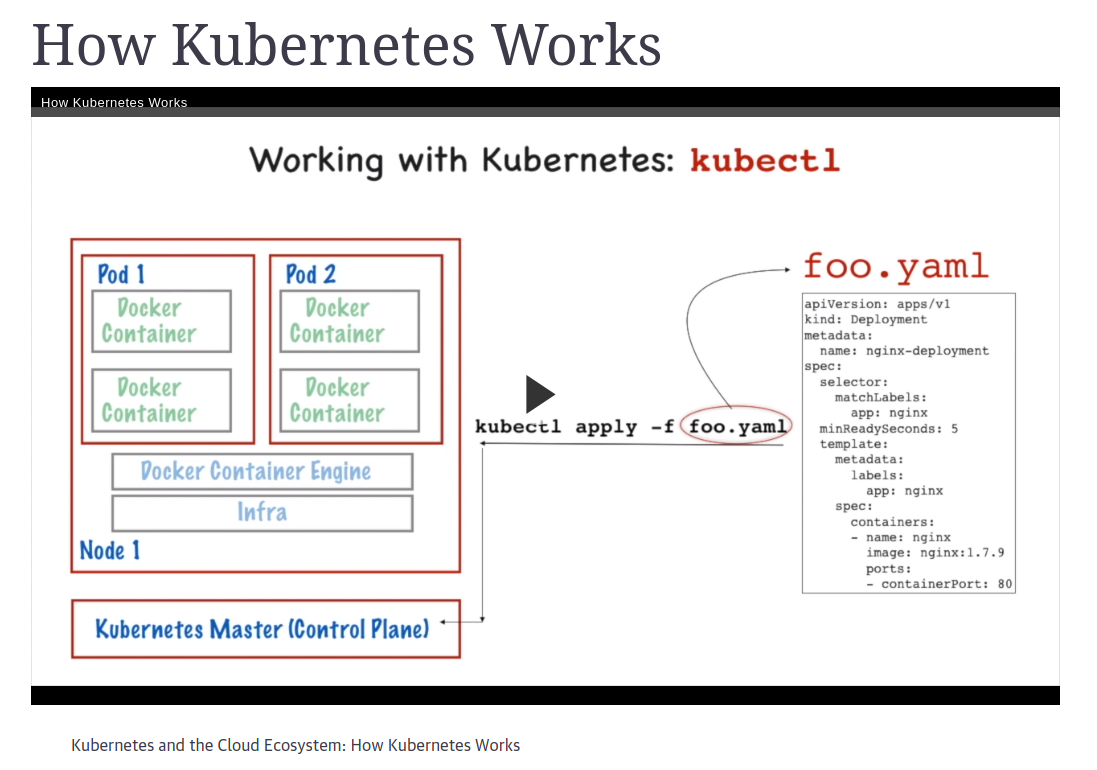 How Kubernetes Works
How Kubernetes Works
Working with Kubernetes: kubectl
Pod 1
Docker
Container
Docker
Container
Pod 2
Docker
Container
Docker
Container
Docker Container Engine
Infra
Node 1
Kubernetes Master (Control Plane)
kubectl apply -f foo.yaml
foo.yaml
apiVersion: apps/v1
kind: Deployment
metadata:
  name: nginx-deployment
spec:
  selector:
    matchLabels:
      app: nginx
  minReadySeconds: 5
  template:
    metadata:
      labels:
        app: nginx
    spec:
      containers:
      - name: nginx
        image: nginx:1.7.9
        ports:
        - containerPort: 80
Kubernetes and the Cloud Ecosystem: How Kubernetes Works